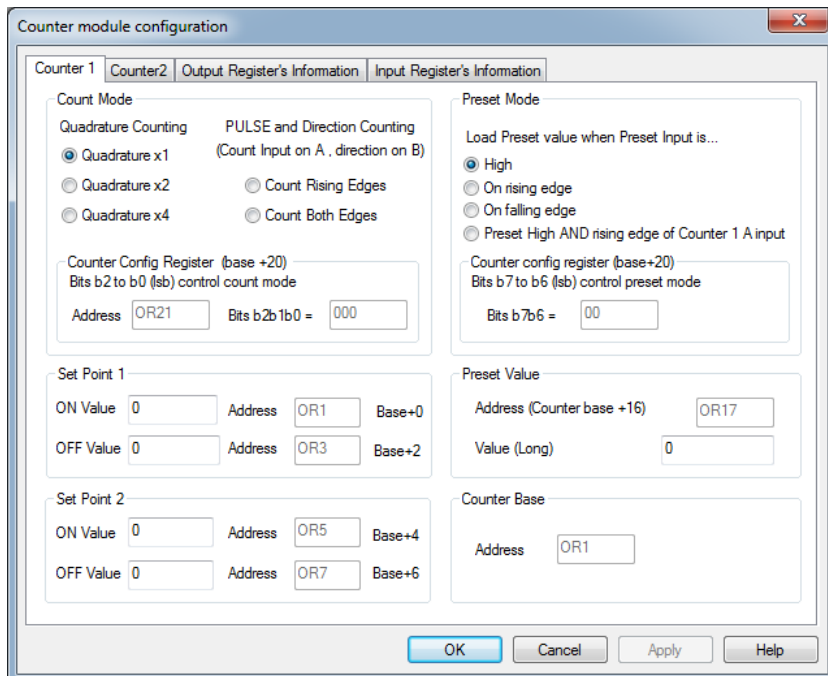 Counter module configuration
Counter 1
Counter2
Output Register's Information
Input Register's Information
Count Mode
Quadrature Counting
PULSE and Direction Counting
(Count Input on A , direction on B)
Quadrature x1
Quadrature x2
Count Rising Edges
Quadrature x4
Count Both Edges
Counter Config Register (base +20)
Bits b2 to b0 (lsb) control count mode
Address OR21 Bits b2b1b0 = 000
Preset Mode
Load Preset value when Preset Input is...
High
On rising edge
On falling edge
Preset High AND rising edge of Counter 1 A input
Counter config register (base+20)
Bits b7 to b6 (lsb) control preset mode
Bits b7b6 = 00
Set Point 1
ON Value 0 Address OR1 Base+0
OFF Value 0 Address OR3 Base+2
Preset Value
Address (Counter base +16) OR17
Value (Long) 0
Set Point 2
ON Value 0 Address OR5 Base+4
OFF Value 0 Address OR7 Base+6
Counter Base
Address OR1
OK Cancel Apply Help